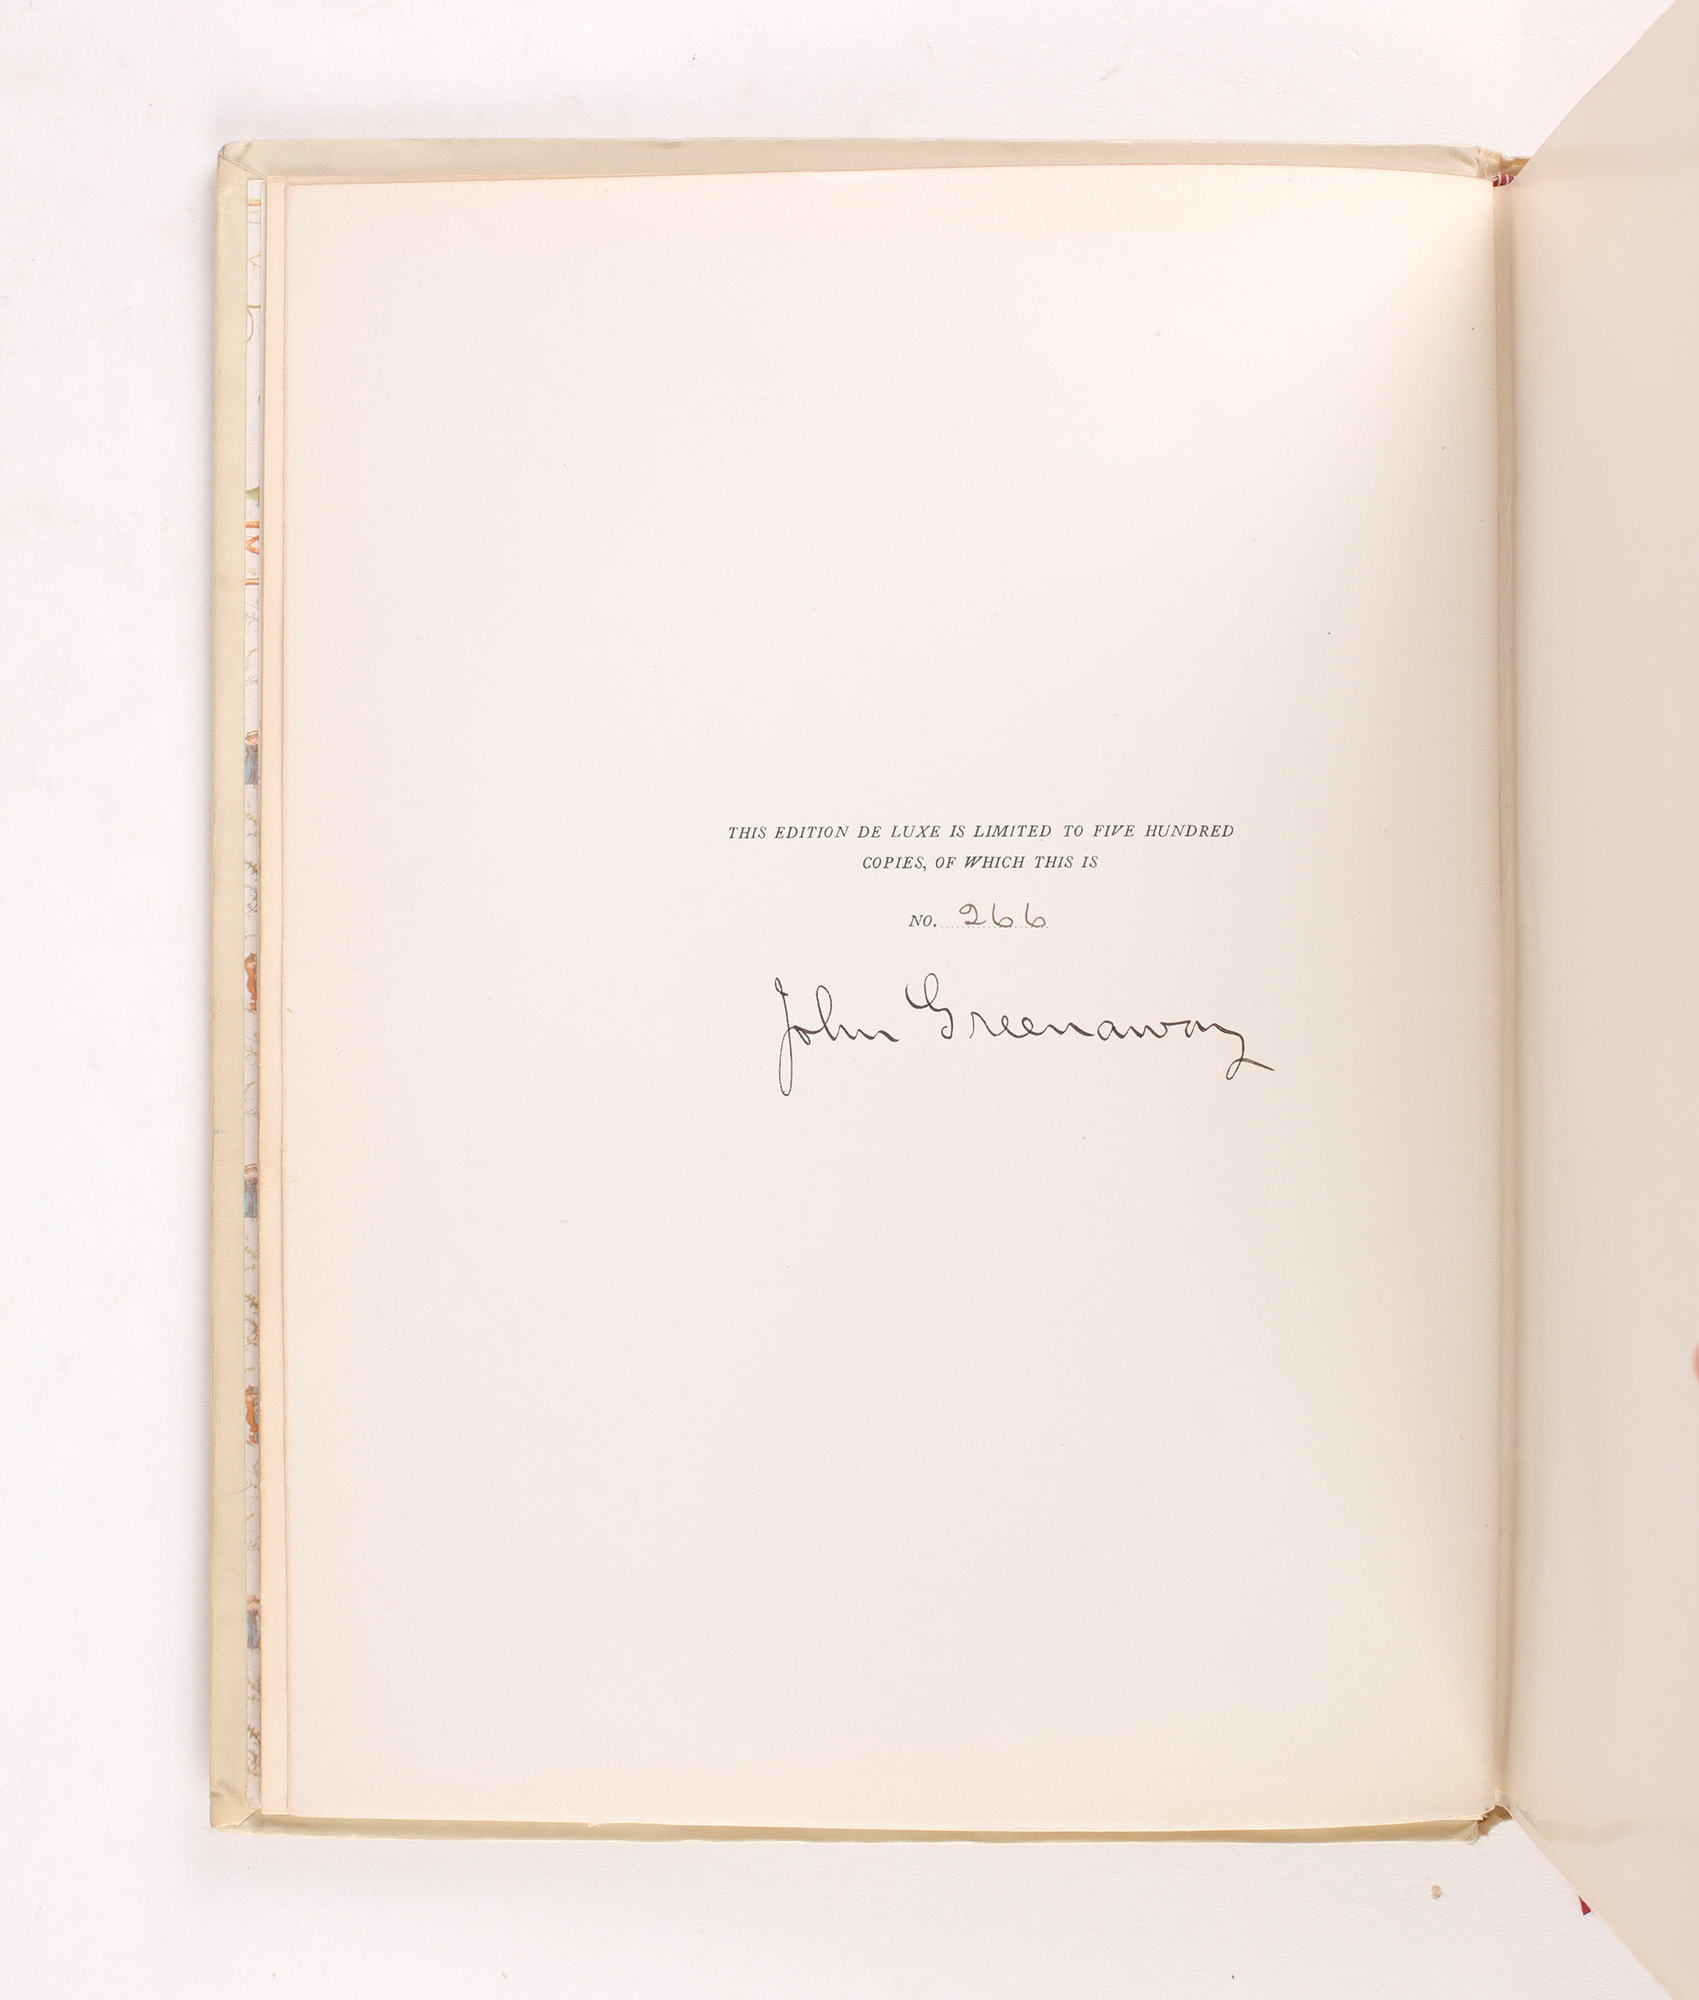 THIS EDITION DE LUXE IS LIMITED TO FIVE HUNDRED
COPIES, OF WHICH THIS IS
NO. 266
John Greenaway